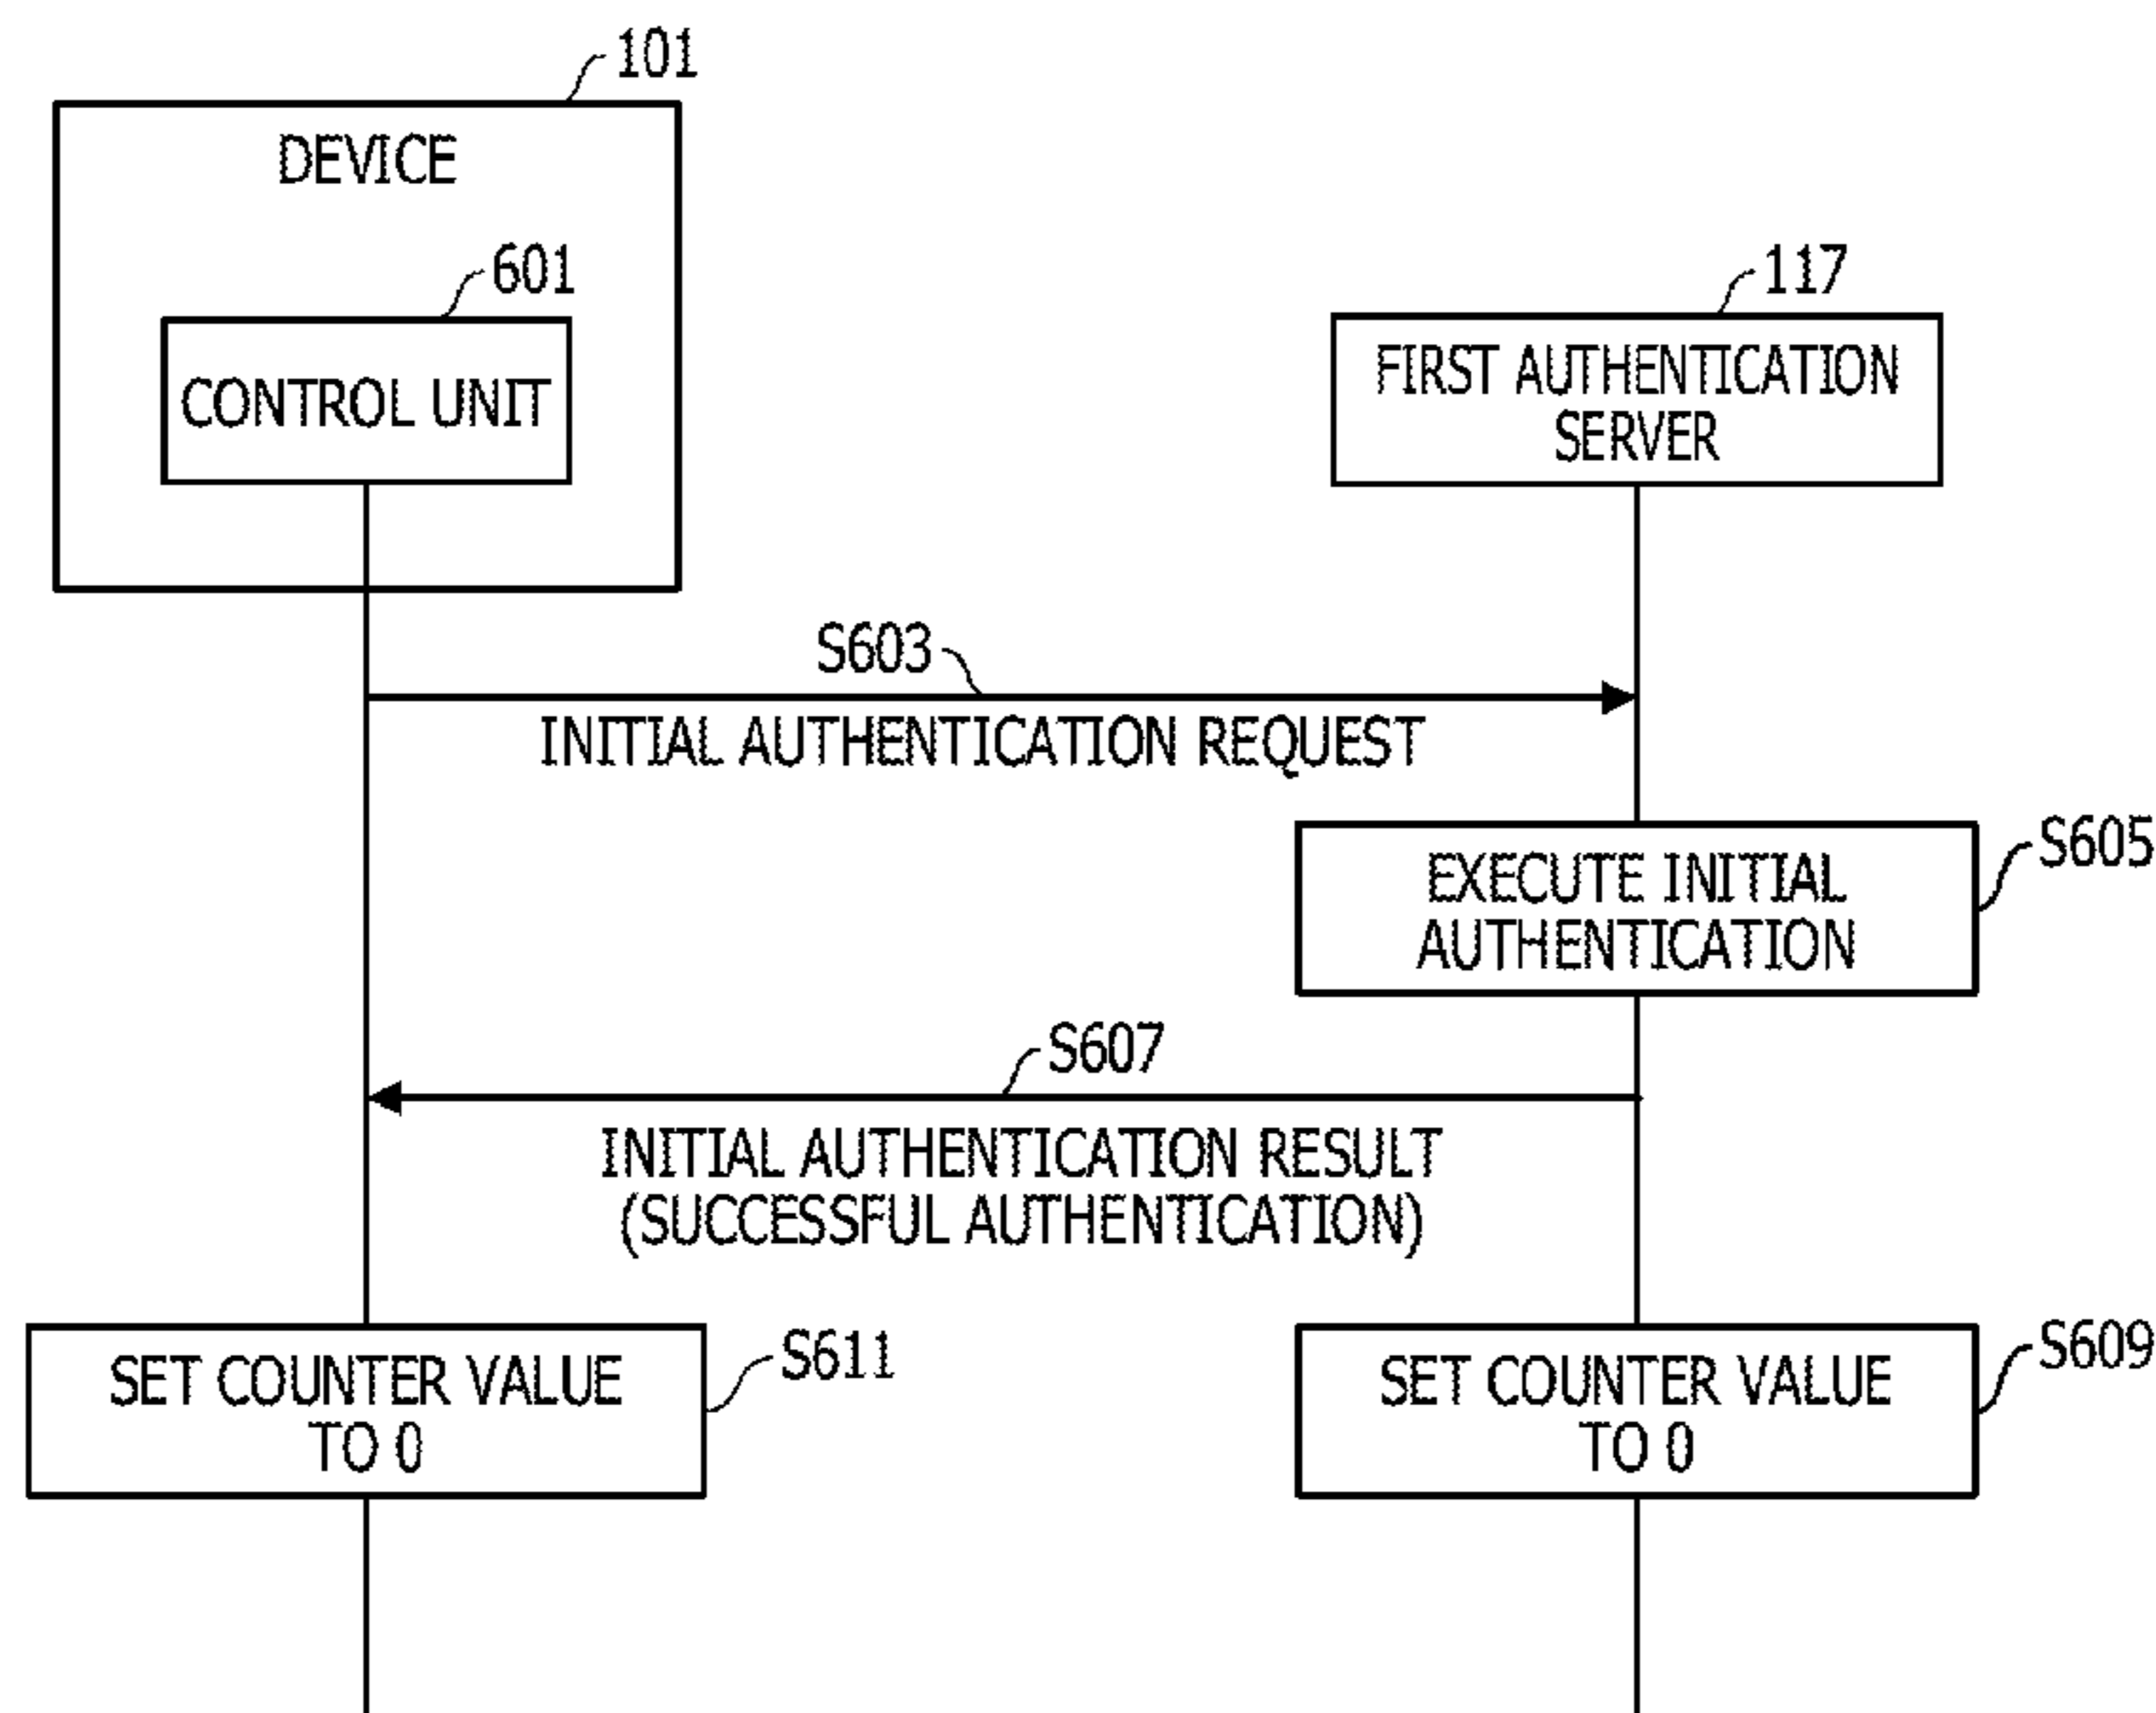 101
DEVICE
601
CONTROL UNIT
117
FIRST AUTHENTICATION
SERVER
S603
INITIAL AUTHENTICATION REQUEST
EXECUTE INITIAL
AUTHENTICATION
S605
S607
INITIAL AUTHENTICATION RESULT
(SUCCESSFUL AUTHENTICATION)
SET COUNTER VALUE
TO 0
S611
SET COUNTER VALUE
TO 0
S609